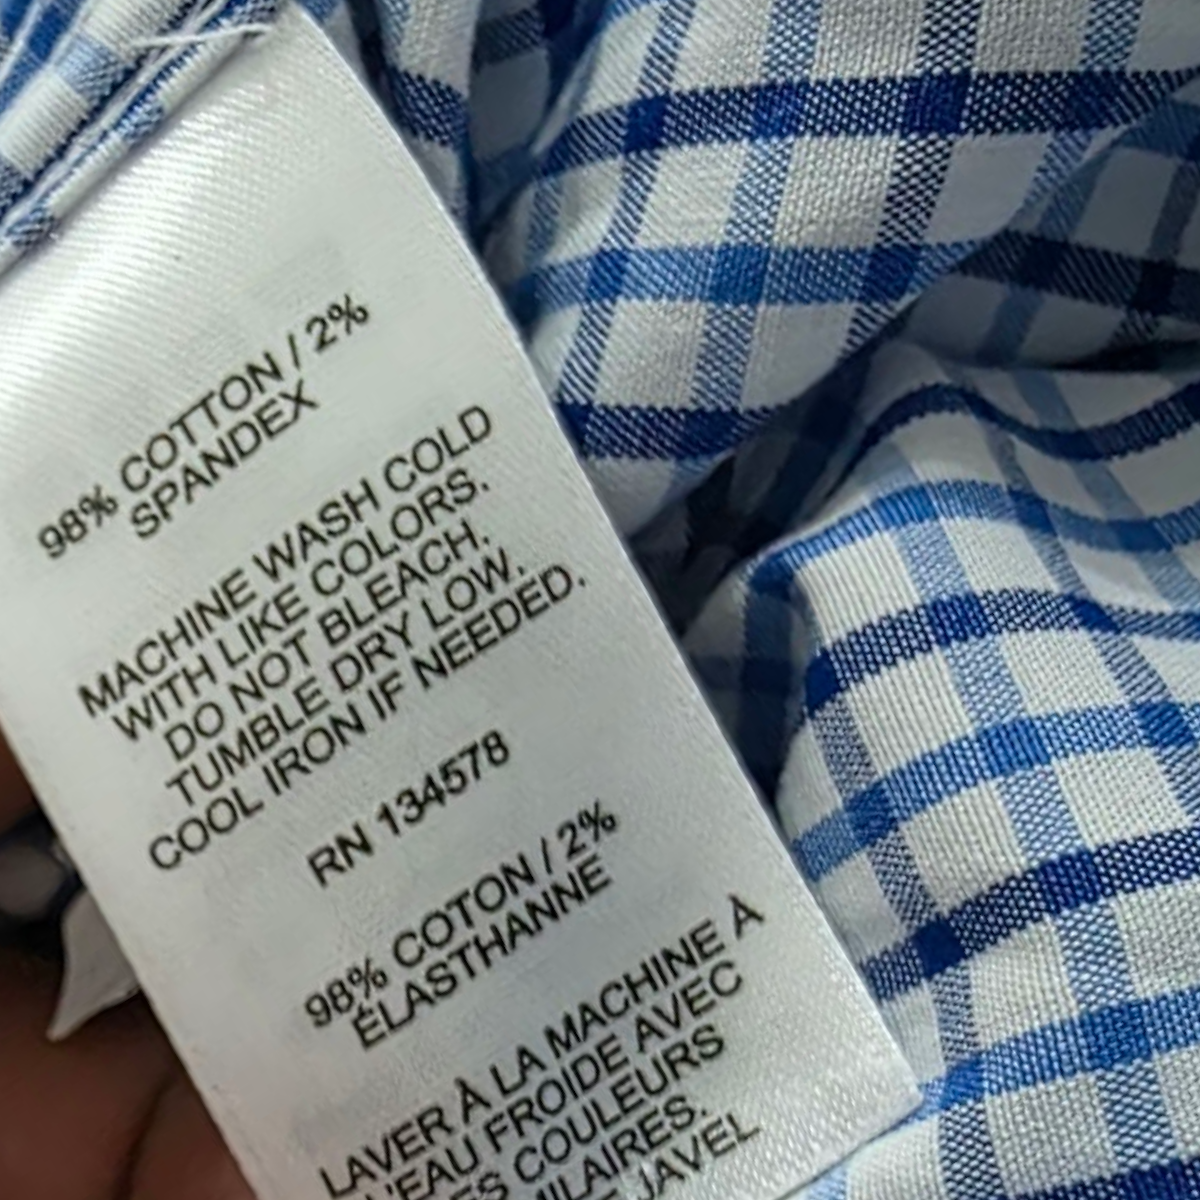 98% COTTON / 2%
SPANDEX
MACHINE WASH COLD
WITH LIKE COLORS.
DO NOT BLEACH.
TUMBLE DRY LOW.
COOL IRON IF NEEDED.
RN 134578
98% COTON / 2%
ÉLASTHANNE
LAVER À LA MACHINE À
L'EAU FROIDE AVEC
COULEURS
JAVEL